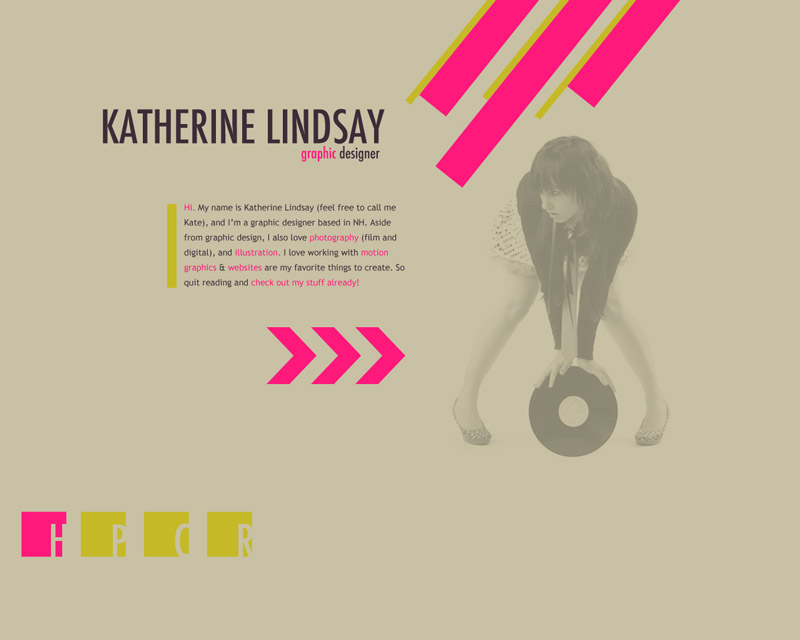 KATHERINE LINDSAY
graphic designer
Hi. My name is Katherine Lindsay (feel free to call me
Kate), and I'm a graphic designer based in NH. Aside
from graphic design, I also love photography (film and
digital), and illustration. I love working with motion
graphics & websites are my favorite things to create. So
quit reading and check out my stuff already!
H P C R